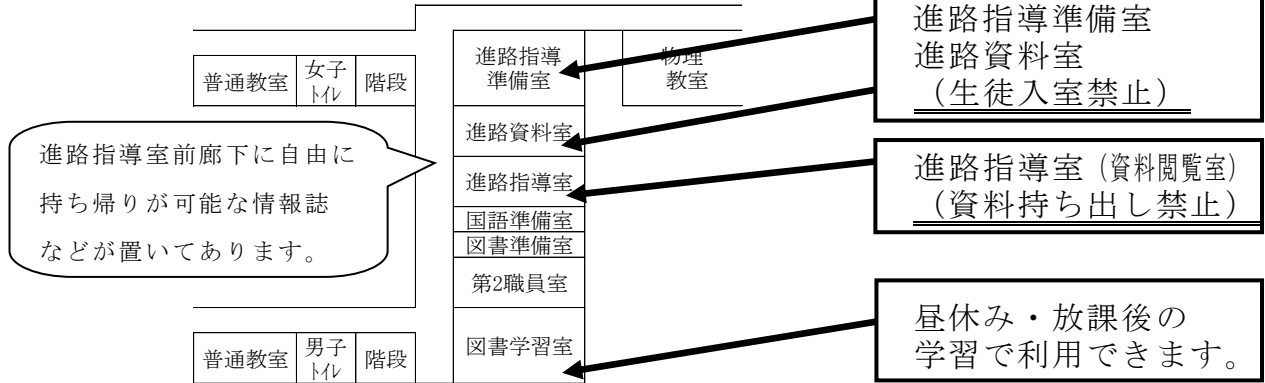 進路指導準備室
進路資料室
（生徒入室禁止）
進路指導
準備室
物理
教室
普通教室
女子
トイレ
階段
進路資料室
進路指導室前廊下に自由に
持ち帰りが可能な情報誌
などが置いてあります。
進路指導室
進路指導室（資料閲覧室）
（資料持ち出し禁止）
国語準備室
図書準備室
第2職員室
昼休み・放課後の
学習で利用できます。
図書学習室
普通教室
男子
トイレ
階段